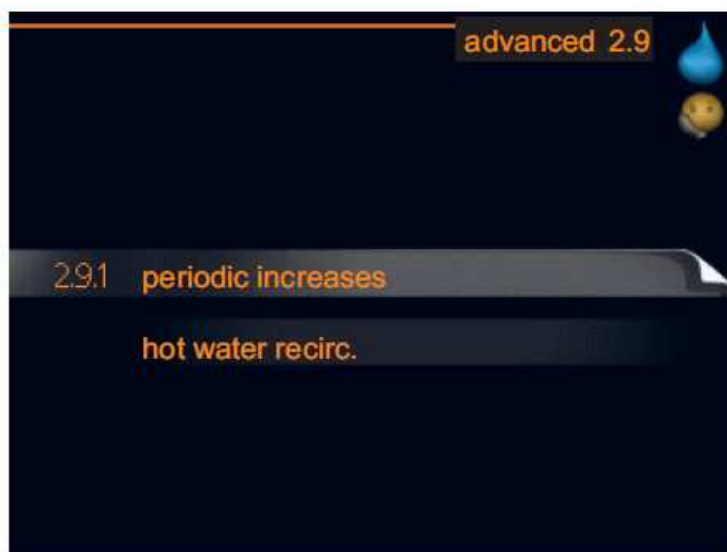 advanced 2.9
2.9.1 periodic increases
hot water recirc.